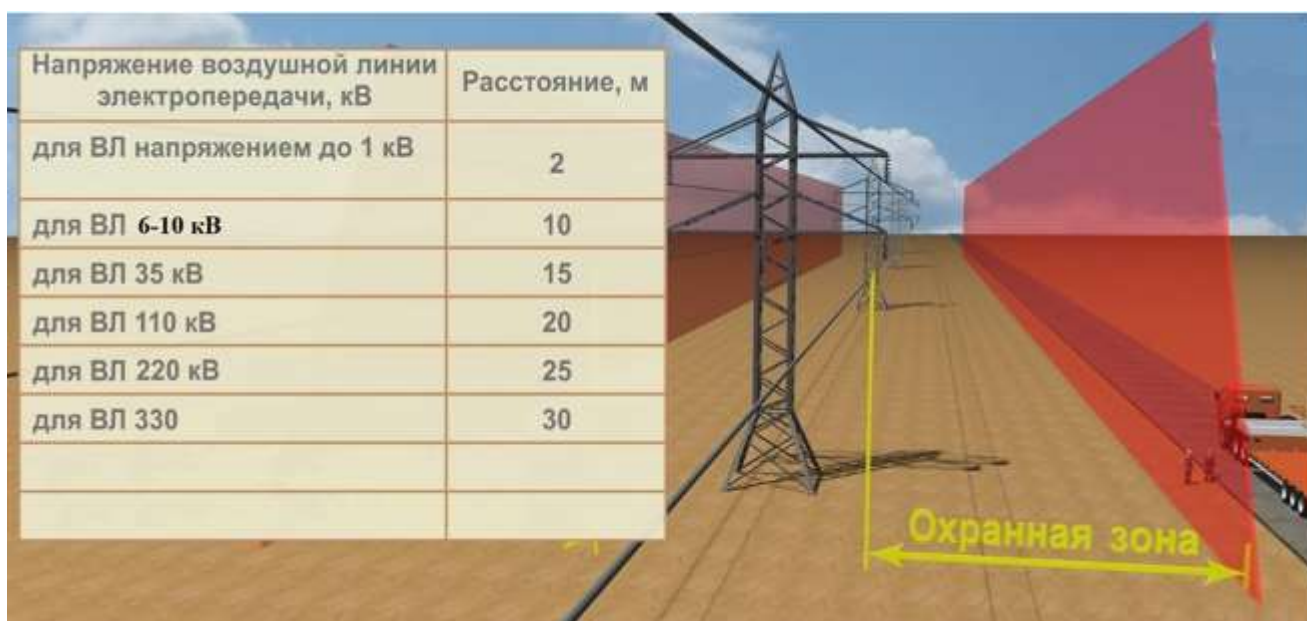 Напряжение воздушной линии
электропередачи, кВ
Расстояние, м
для ВЛ напряжением до 1 кВ
2
для ВЛ 6-10 кВ
10
для ВЛ 35 кВ
15
для ВЛ 110 кВ
20
для ВЛ 220 кВ
25
для ВЛ 330
30
Охранная зона